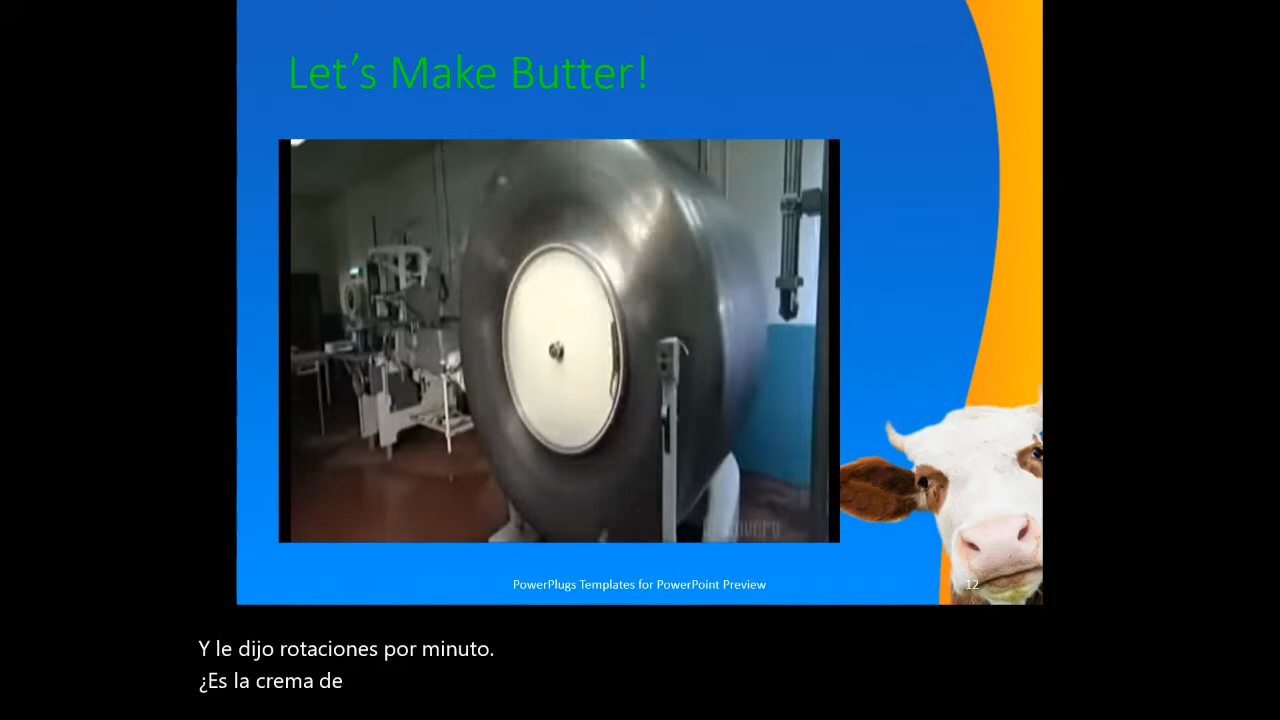 Let's Make Butter!
PowerPlugs Templates for PowerPoint Preview
12
Y le dijo rotaciones por minuto.
¿Es la crema de